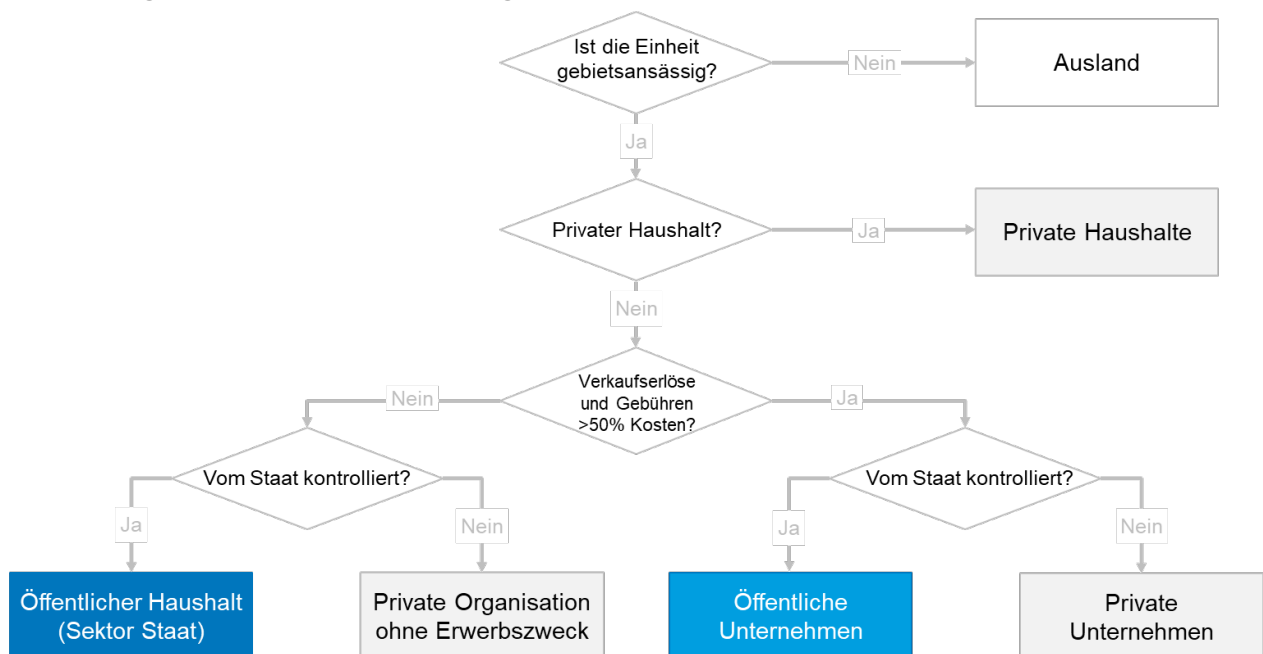 Ist die Einheit
gebietsansässig?
Nein
Ausland
Ja
Privater Haushalt?
Ja
Private Haushalte
Nein
Verkaufserlöse
und Gebühren
>50% Kosten?
Nein
Ja
Vom Staat kontrolliert?
Vom Staat kontrolliert?
Ja
Nein
Ja
Nein
Öffentlicher Haushalt
(Sektor Staat)
Private Organisation
ohne Erwerbszweck
Öffentliche
Unternehmen
Private
Unternehmen